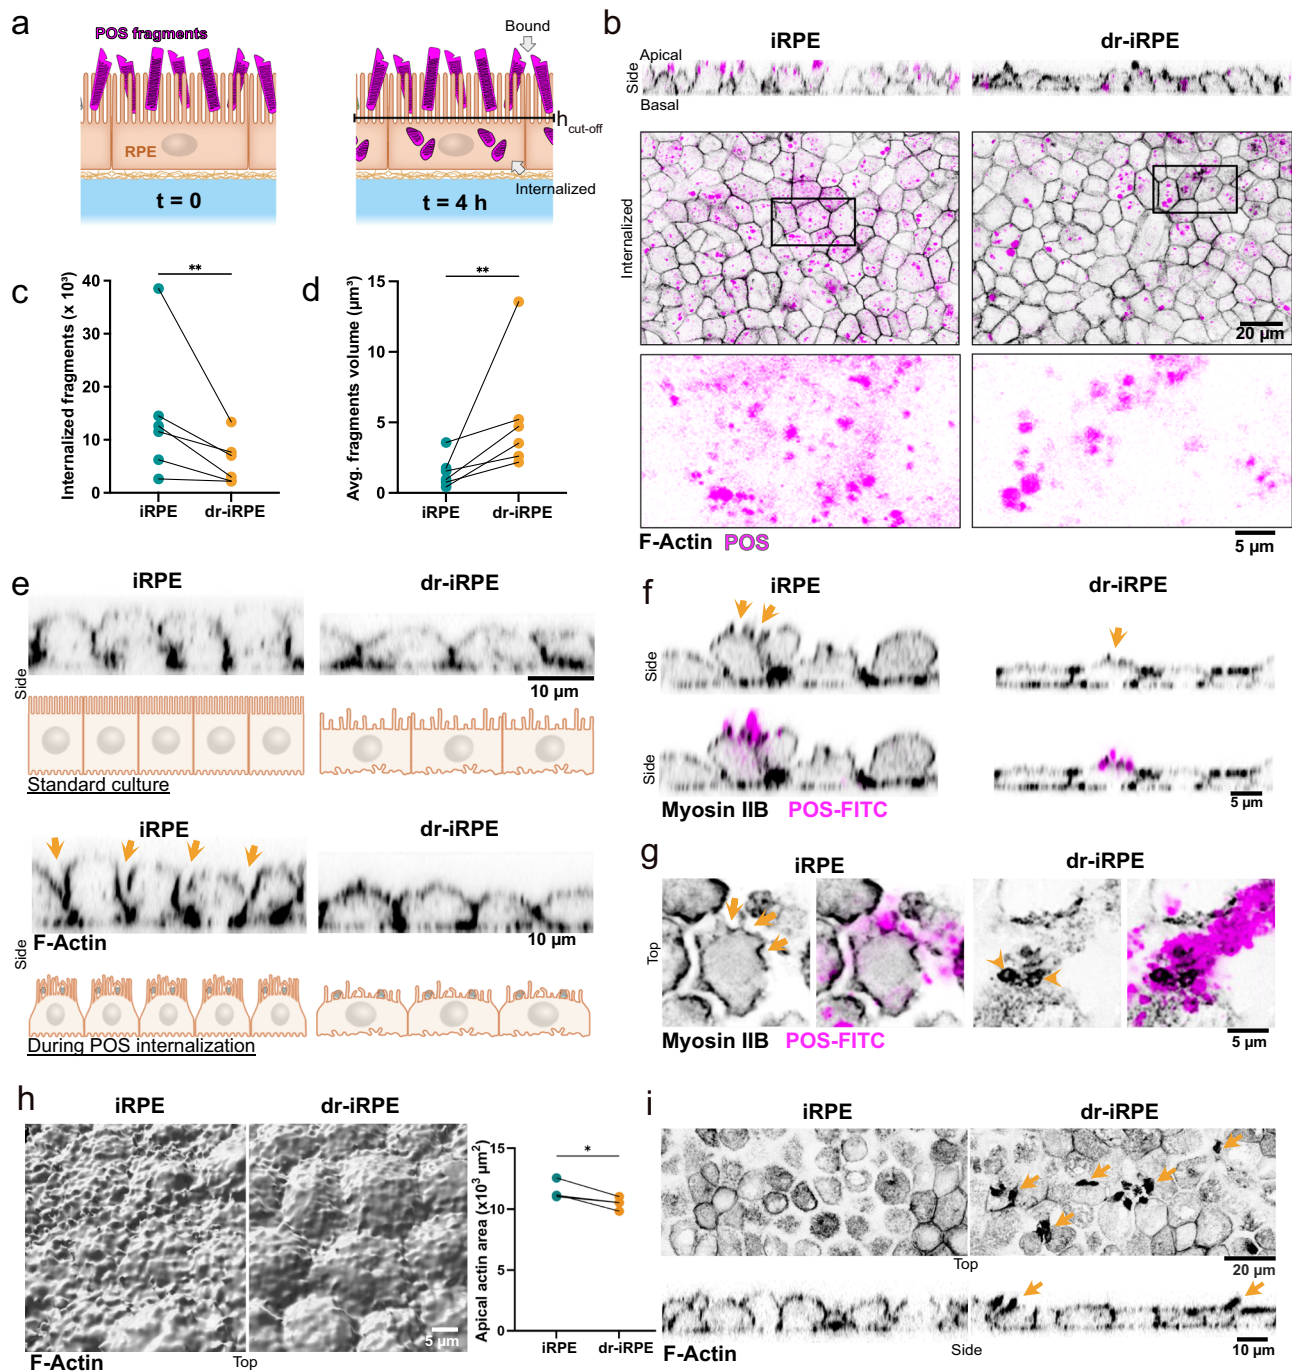 a
POS fragments
Bound
h cut-off
RPE
Internalized
t = 0
t = 4 h
b
iRPE
dr-iRPE
Apical
Side
Basal
Internalized
20 µm
F-Actin POS
5 µm
c
**
Internalized fragments (x 10³)
40
30
20
10
0
iRPE
dr-iRPE
d
**
Avg. fragments volume (µm³)
15
10
5
0
iRPE
dr-iRPE
e
iRPE
dr-iRPE
Side
10 µm
Standard culture
iRPE
dr-iRPE
F-Actin
10 µm
Side
During POS internalization
f
iRPE
dr-iRPE
Side
Side
Myosin IIB POS-FITC
5 µm
g
iRPE
dr-iRPE
Top
Myosin IIB POS-FITC
5 µm
h
iRPE
dr-iRPE
5 µm
F-Actin
Top
*
Apical actin area (x10³ µm²)
15
10
5
0
iRPE
dr-iRPE
i
iRPE
dr-iRPE
Top
20 µm
F-Actin
Side
10 µm